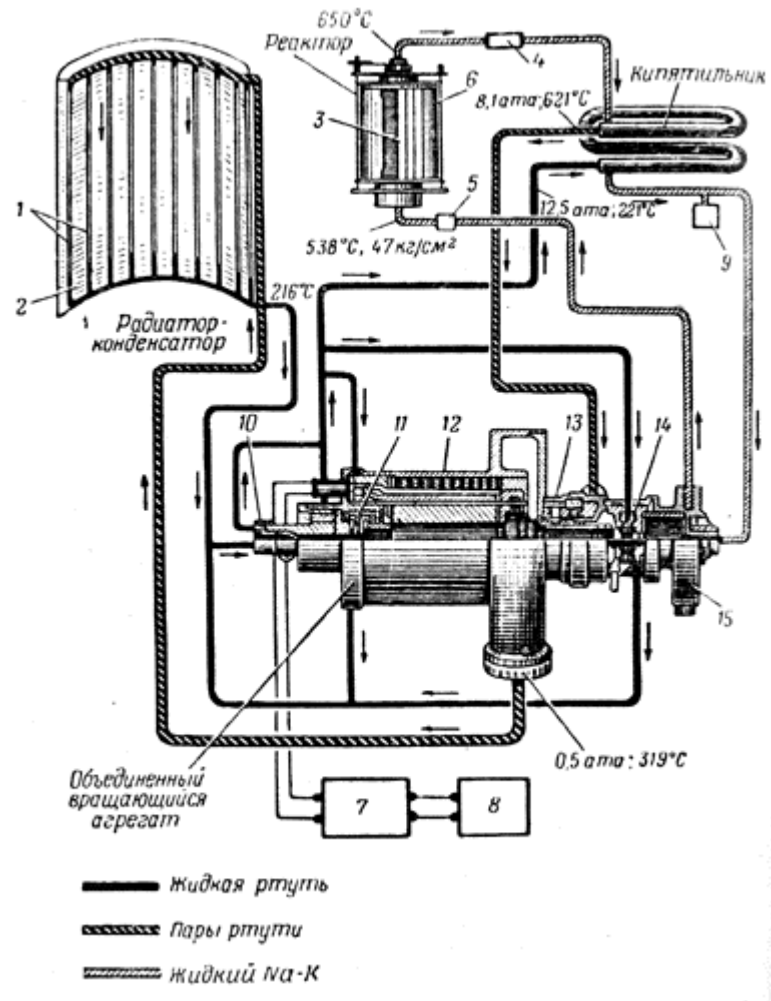 650°C
Реактор
6
4
3
Кипятильник
8,1 ата; 621°C
5
12,5 ата; 221°C
538°C, 47 кг/см²
9
1
2
216°C
1
Радиатор-
конденсатор
10
11
12
13
14
15
0,5 ата; 319°C
Объединенный
вращающийся
агрегат
7
8
Жидкая ртуть
Пары ртути
Жидкий Na-K